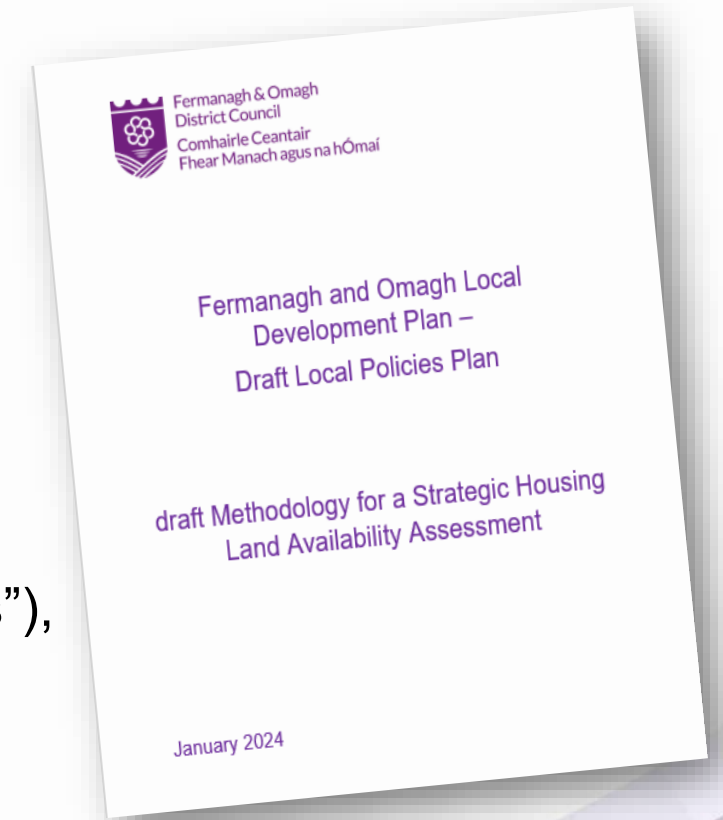 Fermanagh & Omagh
District Council
Comhairle Ceantair
Fhear Manach agus na hÓmaí
Fermanagh and Omagh Local
Development Plan –
Draft Local Policies Plan
draft Methodology for a Strategic Housing
Land Availability Assessment
”),
January 2024